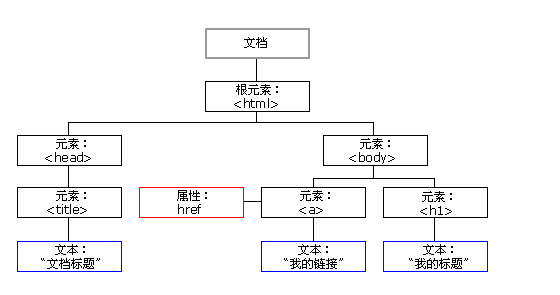 文档
根元素：
<html>
元素：
<head>
元素：
<body>
元素：
<title>
属性：
href
元素：
<a>
元素：
<h1>
文本：
“文档标题”
文本：
“我的链接”
文本：
“我的标题”